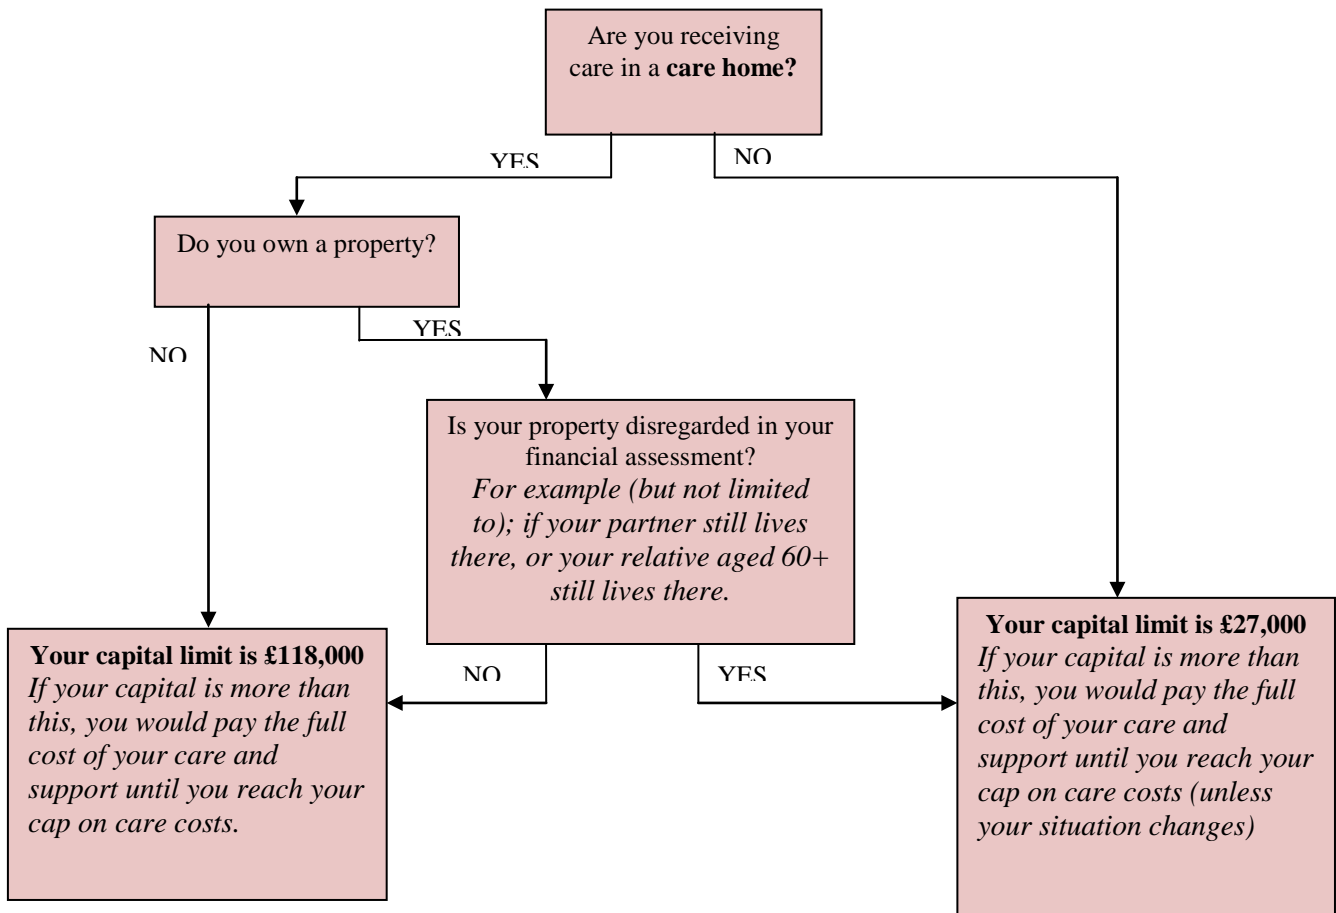 Are you receiving
care in a care home?
YES
NO
Do you own a property?
YES
NO
Is your property disregarded in your
financial assessment?
For example (but not limited
to); if your partner still lives
there, or your relative aged 60+
still lives there.
NO
YES
Your capital limit is £118,000
If your capital is more than
this, you would pay the full
cost of your care and
support until you reach your
cap on care costs.
Your capital limit is £27,000
If your capital is more than
this, you would pay the full
cost of your care and
support until you reach your
cap on care costs (unless
your situation changes)